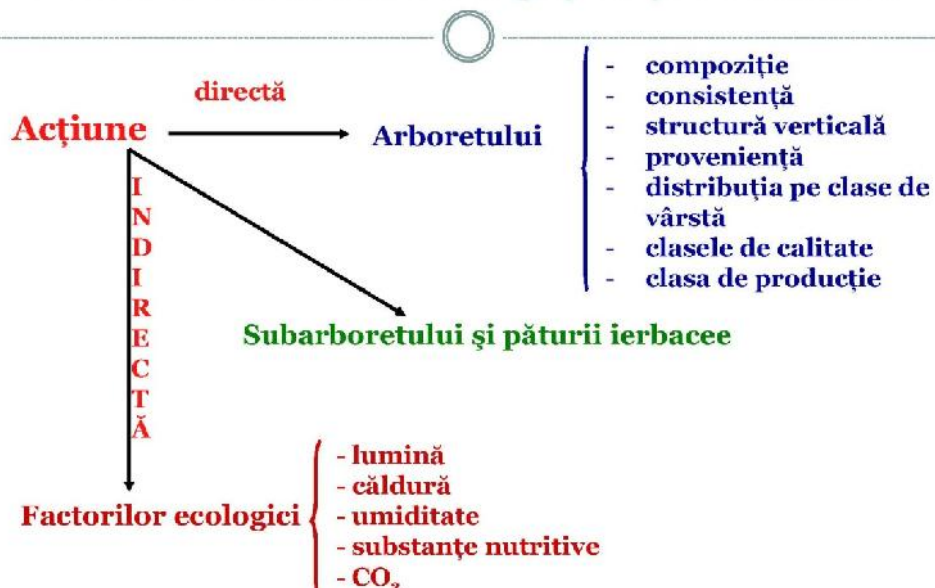 directă
Acțiune
Arboretului
- compoziție
- consistență
- structură verticală
- proveniență
- distribuția pe clase de
vârstă
- clasele de calitate
- clasa de producție
INDIRECTĂ
Subarboretului și păturii ierbacee
Factorilor ecologici
- lumină
- căldură
- umiditate
- substanțe nutritive
- CO₂